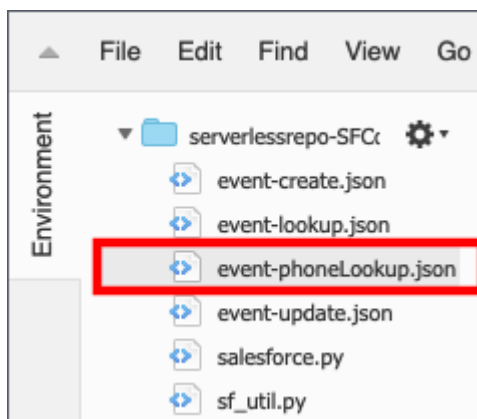 File Edit Find View Go
Environment
serverlessrepo-SFCo
event-create.json
event-lookup.json
event-phoneLookup.json
event-update.json
salesforce.py
sf_util.py